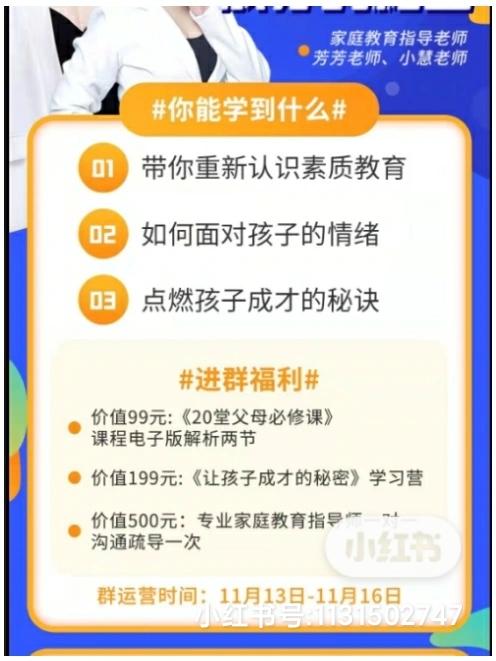 家庭教育指导老师
芳芳老师、小慧老师
#你能学到什么#
01 带你重新认识素质教育
02 如何面对孩子的情绪
03 点燃孩子成才的秘诀
#进群福利#
价值99元:《20堂父母必修课》
课程电子版解析两节
价值199元:《让孩子成才的秘密》学习营
价值500元：专业家庭教育指导师一对一
沟通疏导一次
小红书
群运营时间：11月13日-11月16日
小红书号:1131502747